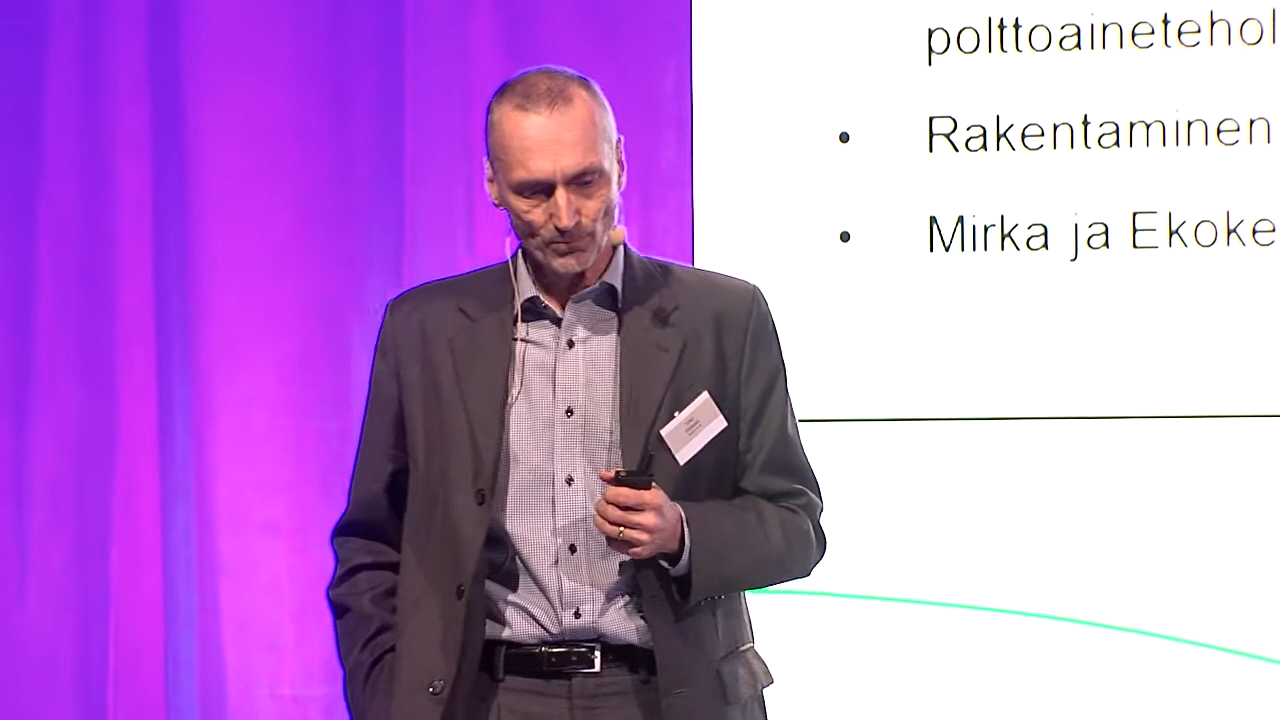 polttoainetehol
Rakentaminen
Mirka ja Ekoke